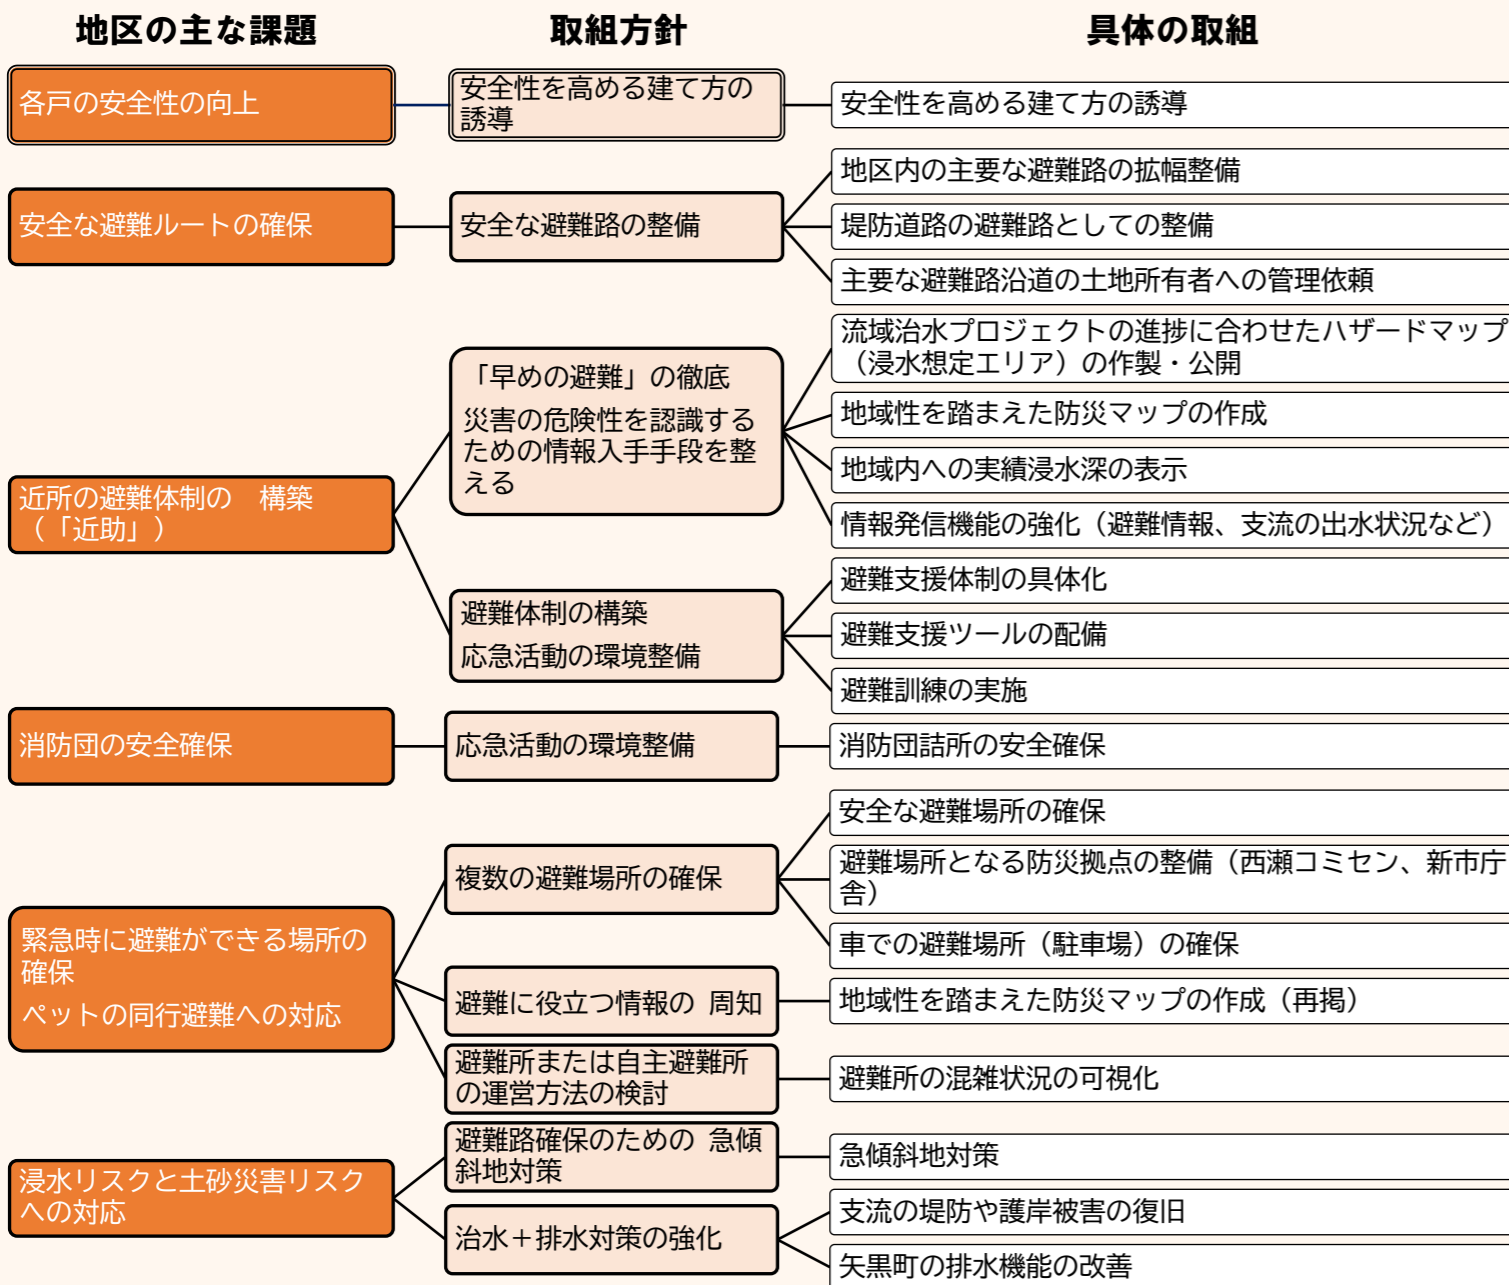 地区の主な課題
取組方針
具体の取組
各戸の安全性の向上
安全性を高める建て方の
誘導
安全性を高める建て方の誘導
安全な避難ルートの確保
安全な避難路の整備
地区内の主要な避難路の拡幅整備
堤防道路の避難路としての整備
主要な避難路沿道の土地所有者への管理依頼
近所の避難体制の　構築
（「近助」）
「早めの避難」の徹底
災害の危険性を認識する
ための情報入手手段を整
える
流域治水プロジェクトの進捗に合わせたハザードマップ
（浸水想定エリア）の作製・公開
地域性を踏まえた防災マップの作成
地域内への実績浸水深の表示
情報発信機能の強化（避難情報、支流の出水状況など）
避難体制の構築
応急活動の環境整備
避難支援体制の具体化
避難支援ツールの配備
避難訓練の実施
消防団の安全確保
応急活動の環境整備
消防団詰所の安全確保
緊急時に避難ができる場所の
確保
ペットの同行避難への対応
複数の避難場所の確保
安全な避難場所の確保
避難場所となる防災拠点の整備（西瀬コミセン、新市庁
舎）
車での避難場所（駐車場）の確保
避難に役立つ情報の 周知
地域性を踏まえた防災マップの作成（再掲）
避難所または自主避難所
の運営方法の検討
避難所の混雑状況の可視化
浸水リスクと土砂災害リスク
への対応
避難路確保のための 急傾
斜地対策
急傾斜地対策
治水＋排水対策の強化
支流の堤防や護岸被害の復旧
矢黒町の排水機能の改善